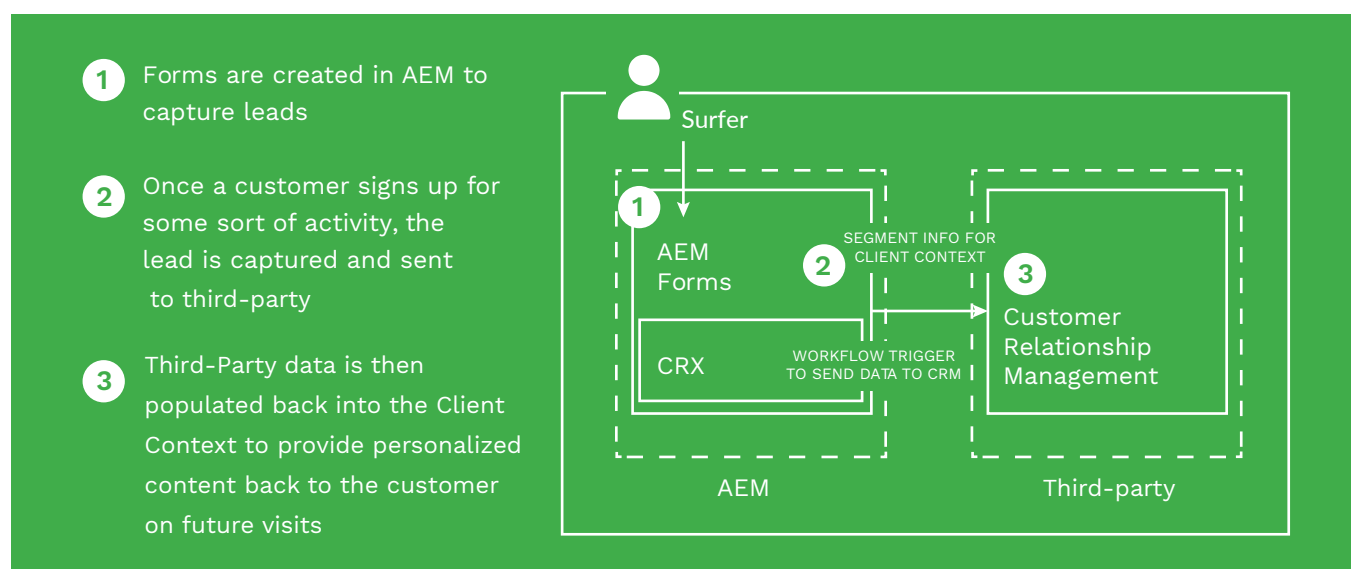 1
Forms are created in AEM to
capture leads
2
Once a customer signs up for
some sort of activity, the
lead is captured and sent
to third-party
3
Third-Party data is then
populated back into the Client
Context to provide personalized
content back to the customer
on future visits
Surfer
1
AEM
Forms
CRX
2
SEGMENT INFO FOR
CLIENT CONTEXT
WORKFLOW TRIGGER
TO SEND DATA TO CRM
3
Customer
Relationship
Management
AEM
Third-party